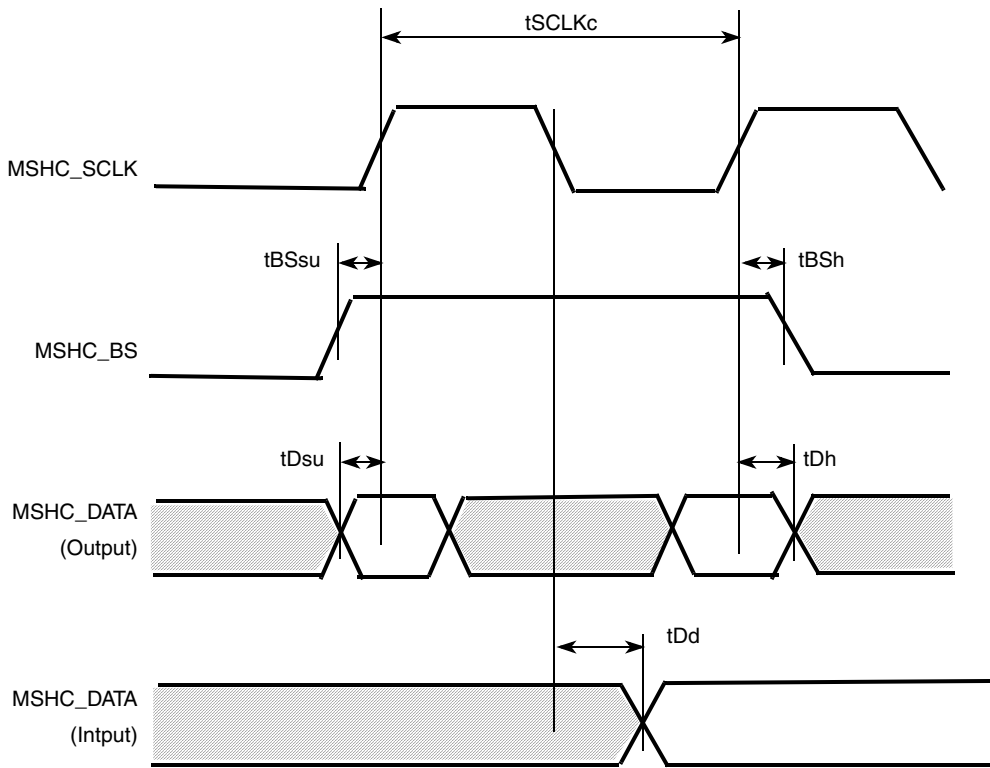 tSCLKc
MSHC_SCLK
tBSsu
tBSh
MSHC_BS
tDsu
tDh
MSHC_DATA
(Output)
tDd
MSHC_DATA
(Intput)